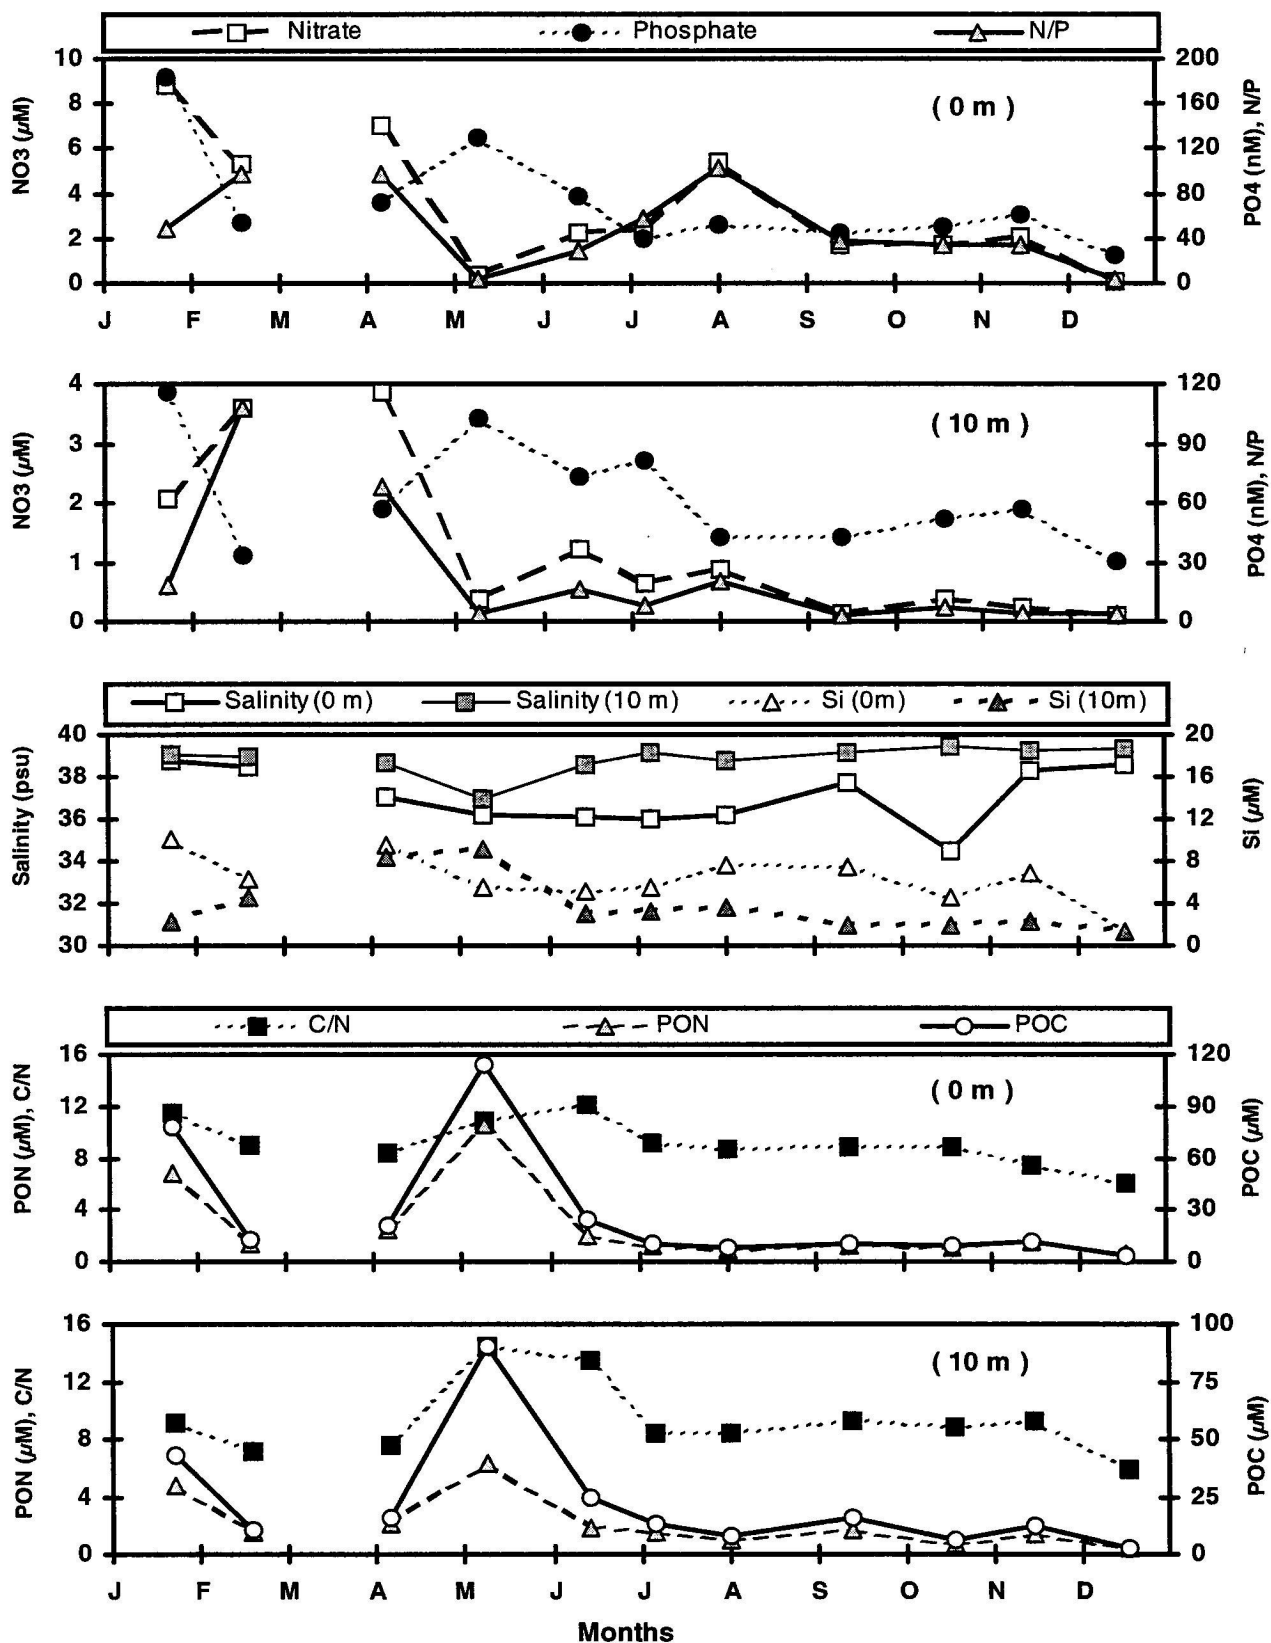 Nitrate Phosphate N/P
10 200
8 160
6 120
4 80
2 40
0 0
NO3 (µM)
( 0 m )
PO4 (nM), N/P
J F M A M J J A S O N D
4 120
3 90
2 60
1 30
0 0
NO3 (µM)
( 10 m )
PO4 (nM), N/P
Salinity (0 m) Salinity (10 m) Si (0m) Si (10m)
40 20
38 16
36 12
34 8
32 4
30 0
Salinity (psu)
Si (µM)
C/N PON POC
16 120
12 90
8 60
4 30
0 0
PON (µM), C/N
( 0 m )
POC (µM)
16 100
12 75
8 50
4 25
0 0
PON (µM), C/N
( 10 m )
POC (µM)
J F M A M J J A S O N D
Months